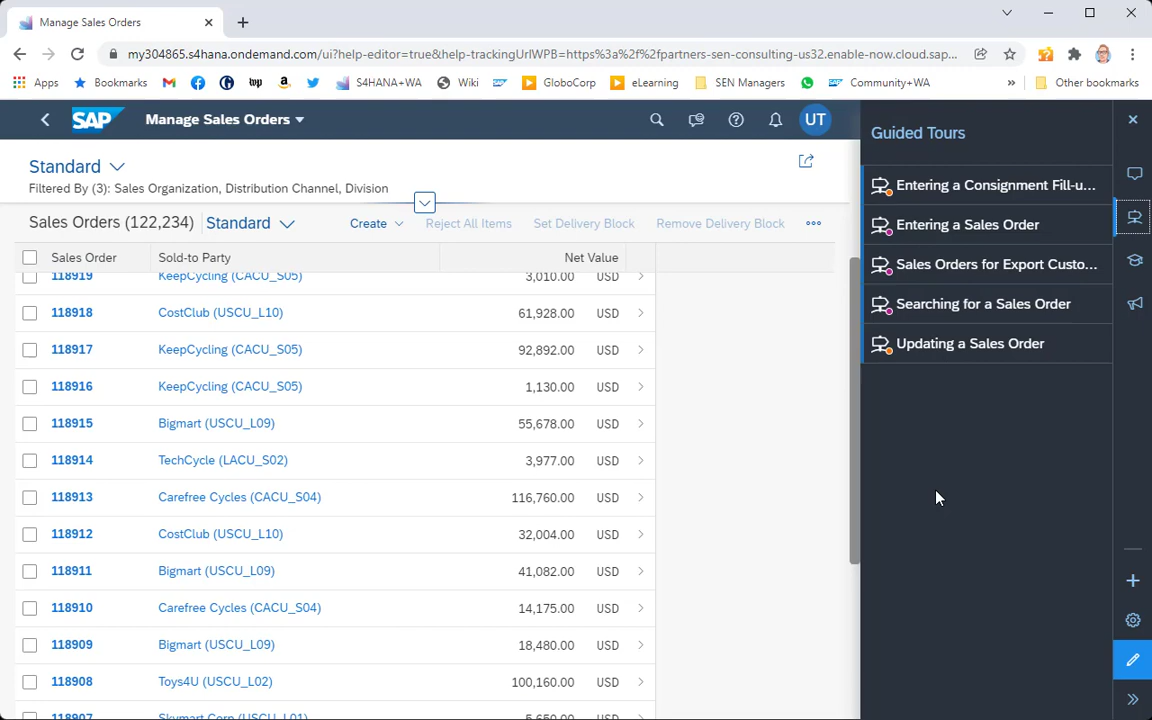 Manage Sales Orders
my304865.s4hana.ondemand.com/ui?help-editor=true&help-trackingUrlWPB=https%3a%2f%2fpartners-sen-consulting-us32.enable-now.cloud.sap...
Apps
Bookmarks
S4HANA+WA
Wiki
GloboCorp
eLearning
SEN Managers
Community+WA
Other bookmarks
SAP
Manage Sales Orders
UT
Guided Tours
Standard
Filtered By (3): Sales Organization, Distribution Channel, Division
Sales Orders (122,234) Standard
Create
Reject All Items
Set Delivery Block
Remove Delivery Block
Sales Order Sold-to Party Net Value
118919 KeepCycling (CACU_S05) 3,010.00 USD
118918 CostClub (USCU_L10) 61,928.00 USD
118917 KeepCycling (CACU_S05) 92,892.00 USD
118916 KeepCycling (CACU_S05) 1,130.00 USD
118915 Bigmart (USCU_L09) 55,678.00 USD
118914 TechCycle (LACU_S02) 3,977.00 USD
118913 Carefree Cycles (CACU_S04) 116,760.00 USD
118912 CostClub (USCU_L10) 32,004.00 USD
118911 Bigmart (USCU_L09) 41,082.00 USD
118910 Carefree Cycles (CACU_S04) 14,175.00 USD
118909 Bigmart (USCU_L09) 18,480.00 USD
118908 Toys4U (USCU_L02) 100,160.00 USD
118907 Skymart Corp (USCU_L01) 5,650.00 USD
Entering a Consignment Fill-u...
Entering a Sales Order
Sales Orders for Export Custo...
Searching for a Sales Order
Updating a Sales Order